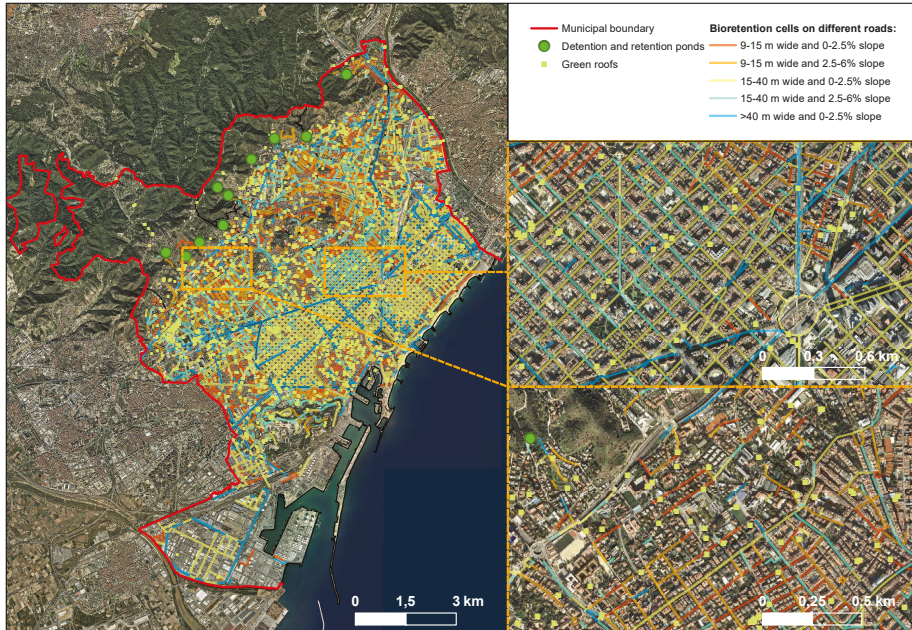 Municipal boundary
Detention and retention ponds
Green roofs
Bioretention cells on different roads:
9-15 m wide and 0-2.5% slope
9-15 m wide and 2.5-6% slope
15-40 m wide and 0-2.5% slope
15-40 m wide and 2.5-6% slope
>40 m wide and 0-2.5% slope
0 0,3 0,6 km
0 0,25 0,5 km
0 1,5 3 km